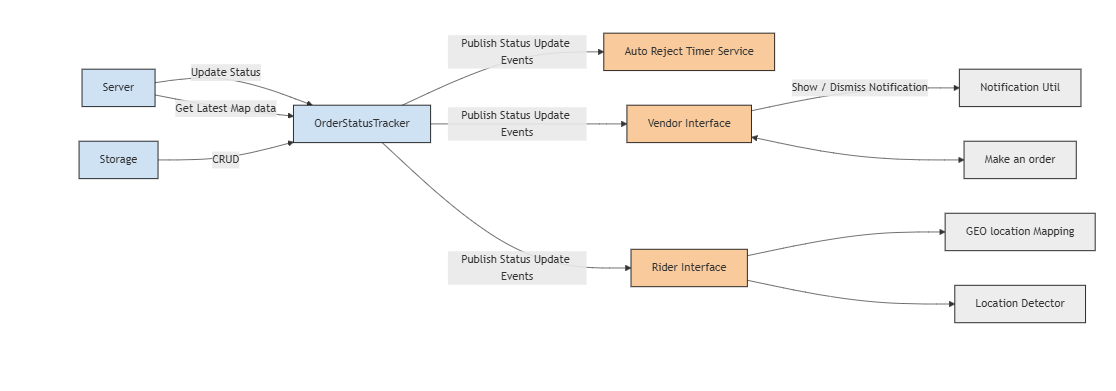 Publish Status Update
Events
Auto Reject Timer Service
Server
Update Status
Get Latest Map data
Show / Dismiss Notification
Notification Util
OrderStatusTracker
Publish Status Update
Events
Vendor Interface
Storage
CRUD
Make an order
GEO location Mapping
Publish Status Update
Events
Rider Interface
Location Detector